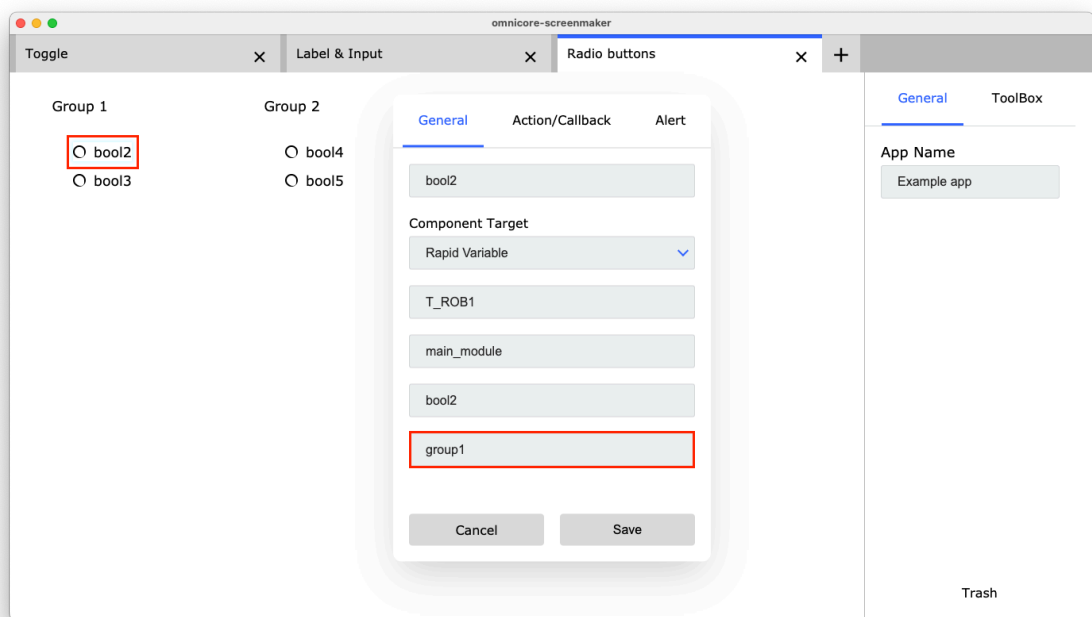 omnicore-screenmaker
Toggle
Label & Input
Radio buttons
Group 1
bool2
bool3
Group 2
bool4
bool5
General
Action/Callback
Alert
bool2
Component Target
Rapid Variable
T_ROB1
main_module
bool2
group1
Cancel
Save
General
ToolBox
App Name
Example app
Trash